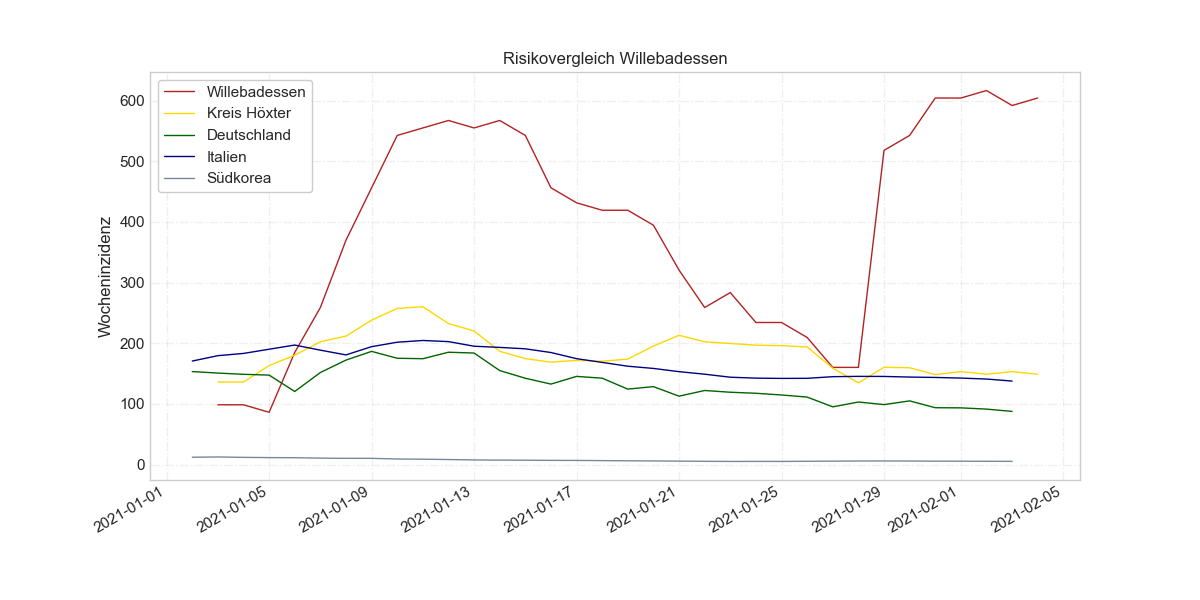 Risikovergleich Willebadessen
Willebadessen
Kreis Höxter
Deutschland
Italien
Südkorea
Wocheninzidenz
600
500
400
300
200
100
0
2021-01-01
2021-01-05
2021-01-09
2021-01-13
2021-01-17
2021-01-21
2021-01-25
2021-01-29
2021-02-01
2021-02-05